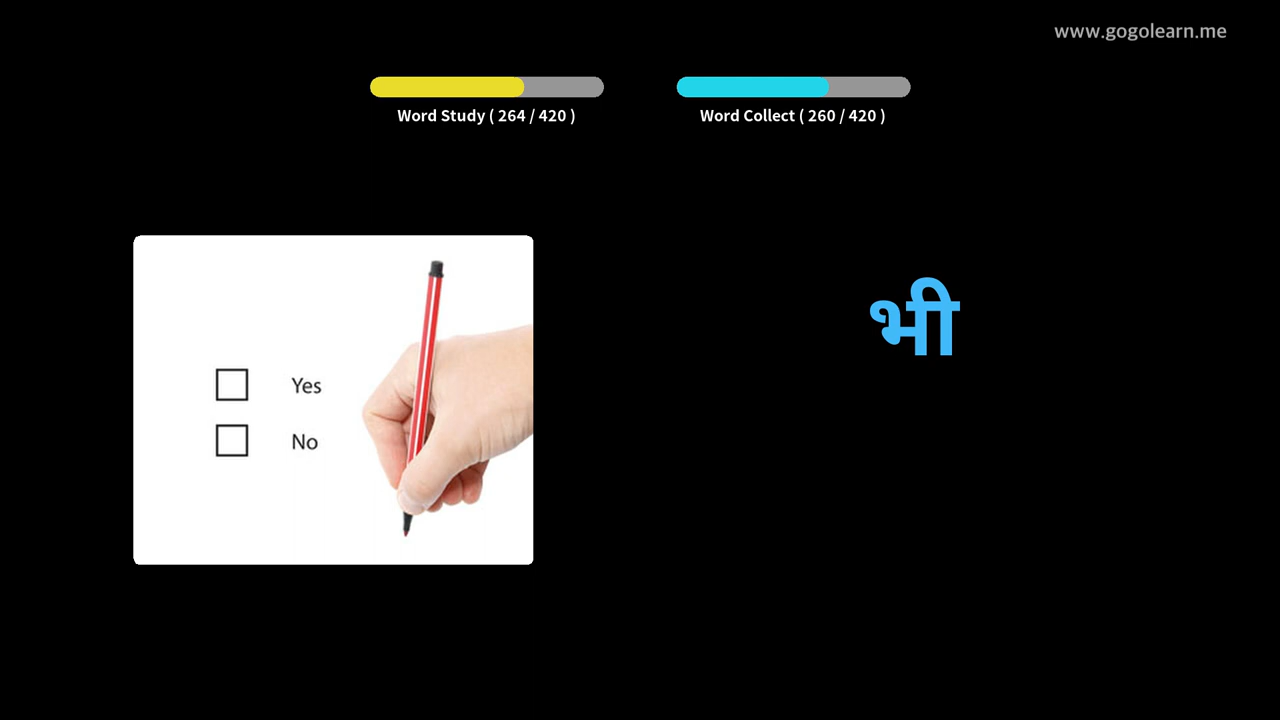 www.gogolearn.me
Word Study ( 264 / 420 )
Word Collect ( 260 / 420 )
Yes
No
भी